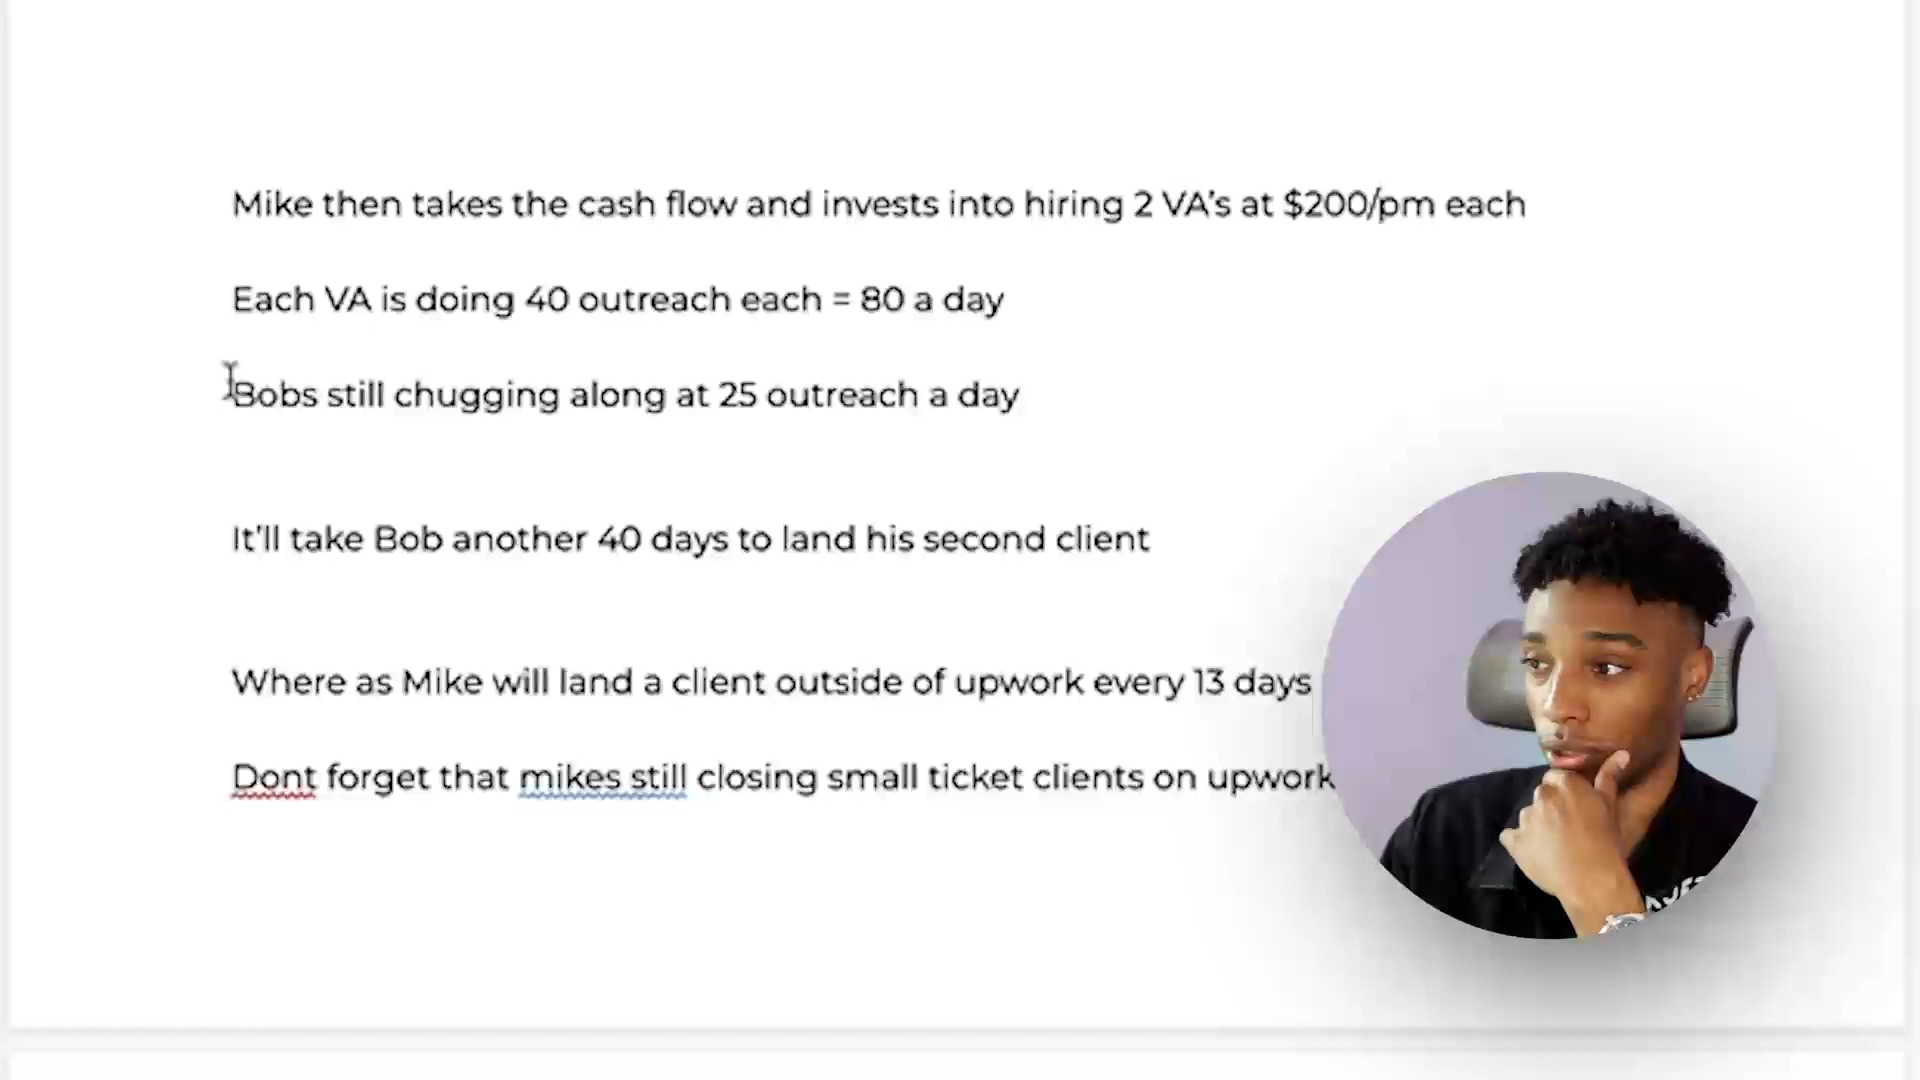 Mike then takes the cash flow and invests into hiring 2 VA’s at $200/pm each
Each VA is doing 40 outreach each = 80 a day
Bobs still chugging along at 25 outreach a day
It’ll take Bob another 40 days to land his second client
Where as Mike will land a client outside of upwork every 13 days
Dont forget that mikes still closing small ticket clients on upwork